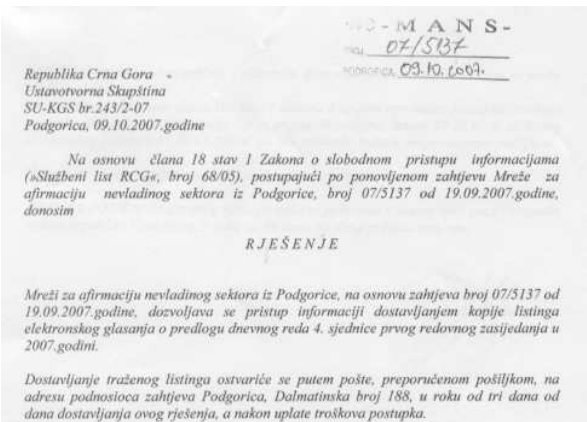 - M A N S -
07/5137
PODGORICA, 09.10.2007.
Republika Crna Gora
Ustavotvorna Skupština
SU-KGS br.243/2-07
Podgorica, 09.10.2007.godine
Na osnovu člana 18 stav 1 Zakona o slobodnom pristupu informacijama
(»Službeni list RCG«, broj 68/05), postupajući po ponovljenom zahtjevu Mreže za
afirmaciju nevladinog sektora iz Podgorice, broj 07/5137 od 19.09.2007.godine,
donosim
RJEŠENJE
Mreži za afirmaciju nevladinog sektora iz Podgorice, na osnovu zahtjeva broj 07/5137 od
19.09.2007.godine, dozvoljava se pristup informaciji dostavljanjem kopije listinga
elektronskog glasanja o predlogu dnevnog reda 4. sjednice prvog redovnog zasijedanja u
2007.godini.
Dostavljanje traženog listinga ostvariće se putem pošte, preporučenom pošiljkom, na
adresu podnosioca zahtjeva Podgorica, Dalmatinska broj 188, u roku od tri dana od
dana dostavljanja ovog rješenja, a nakon uplate troškova postupka.